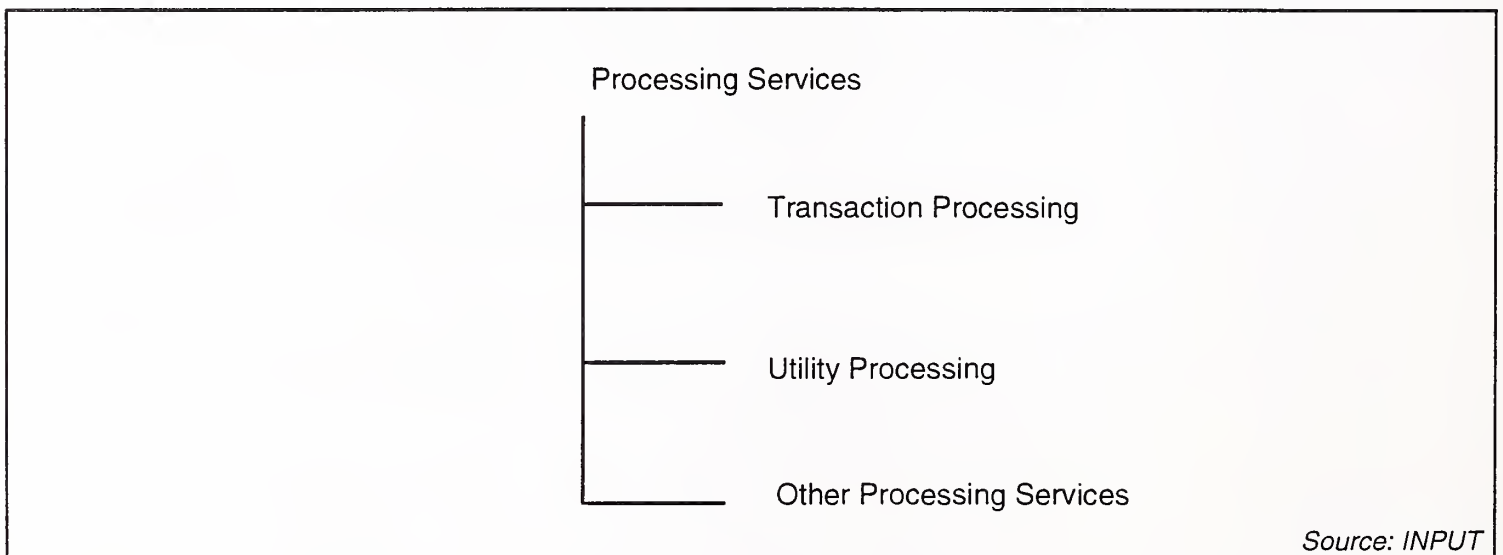 Processing Services
Transaction Processing
Utility Processing
Other Processing Services
Source: INPUT